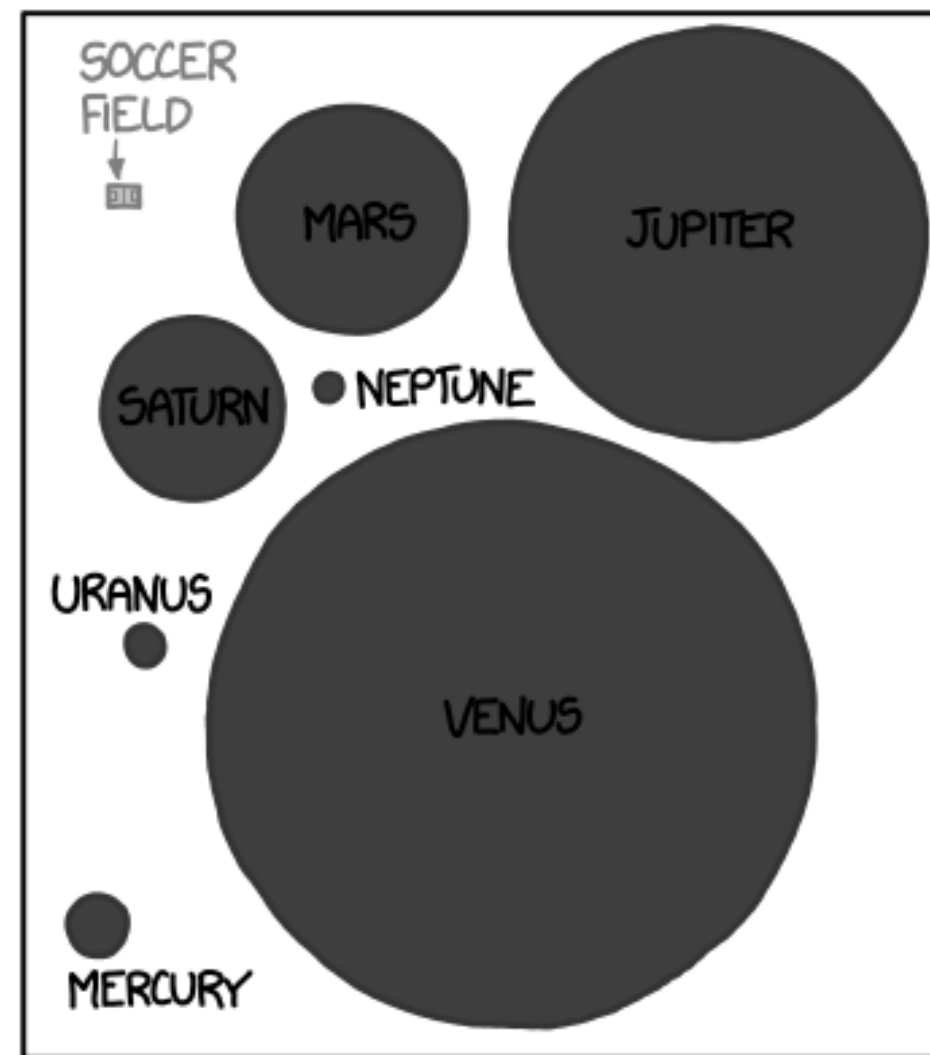 SOCCER
FIELD
MARS
JUPITER
SATURN
NEPTUNE
URANUS
VENUS
MERCURY